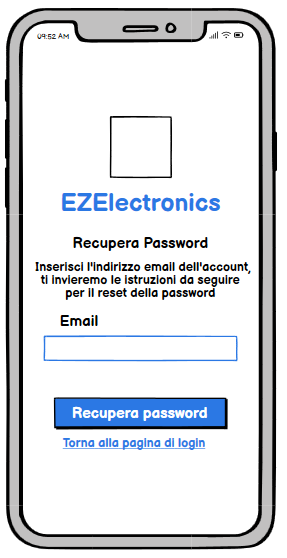 09:52 AM
EZElectronics
Recupera Password
Inserisci l'indirizzo email dell'account,
ti invieremo le istruzioni da seguire
per il reset della password
Email
Recupera password
Torna alla pagina di login